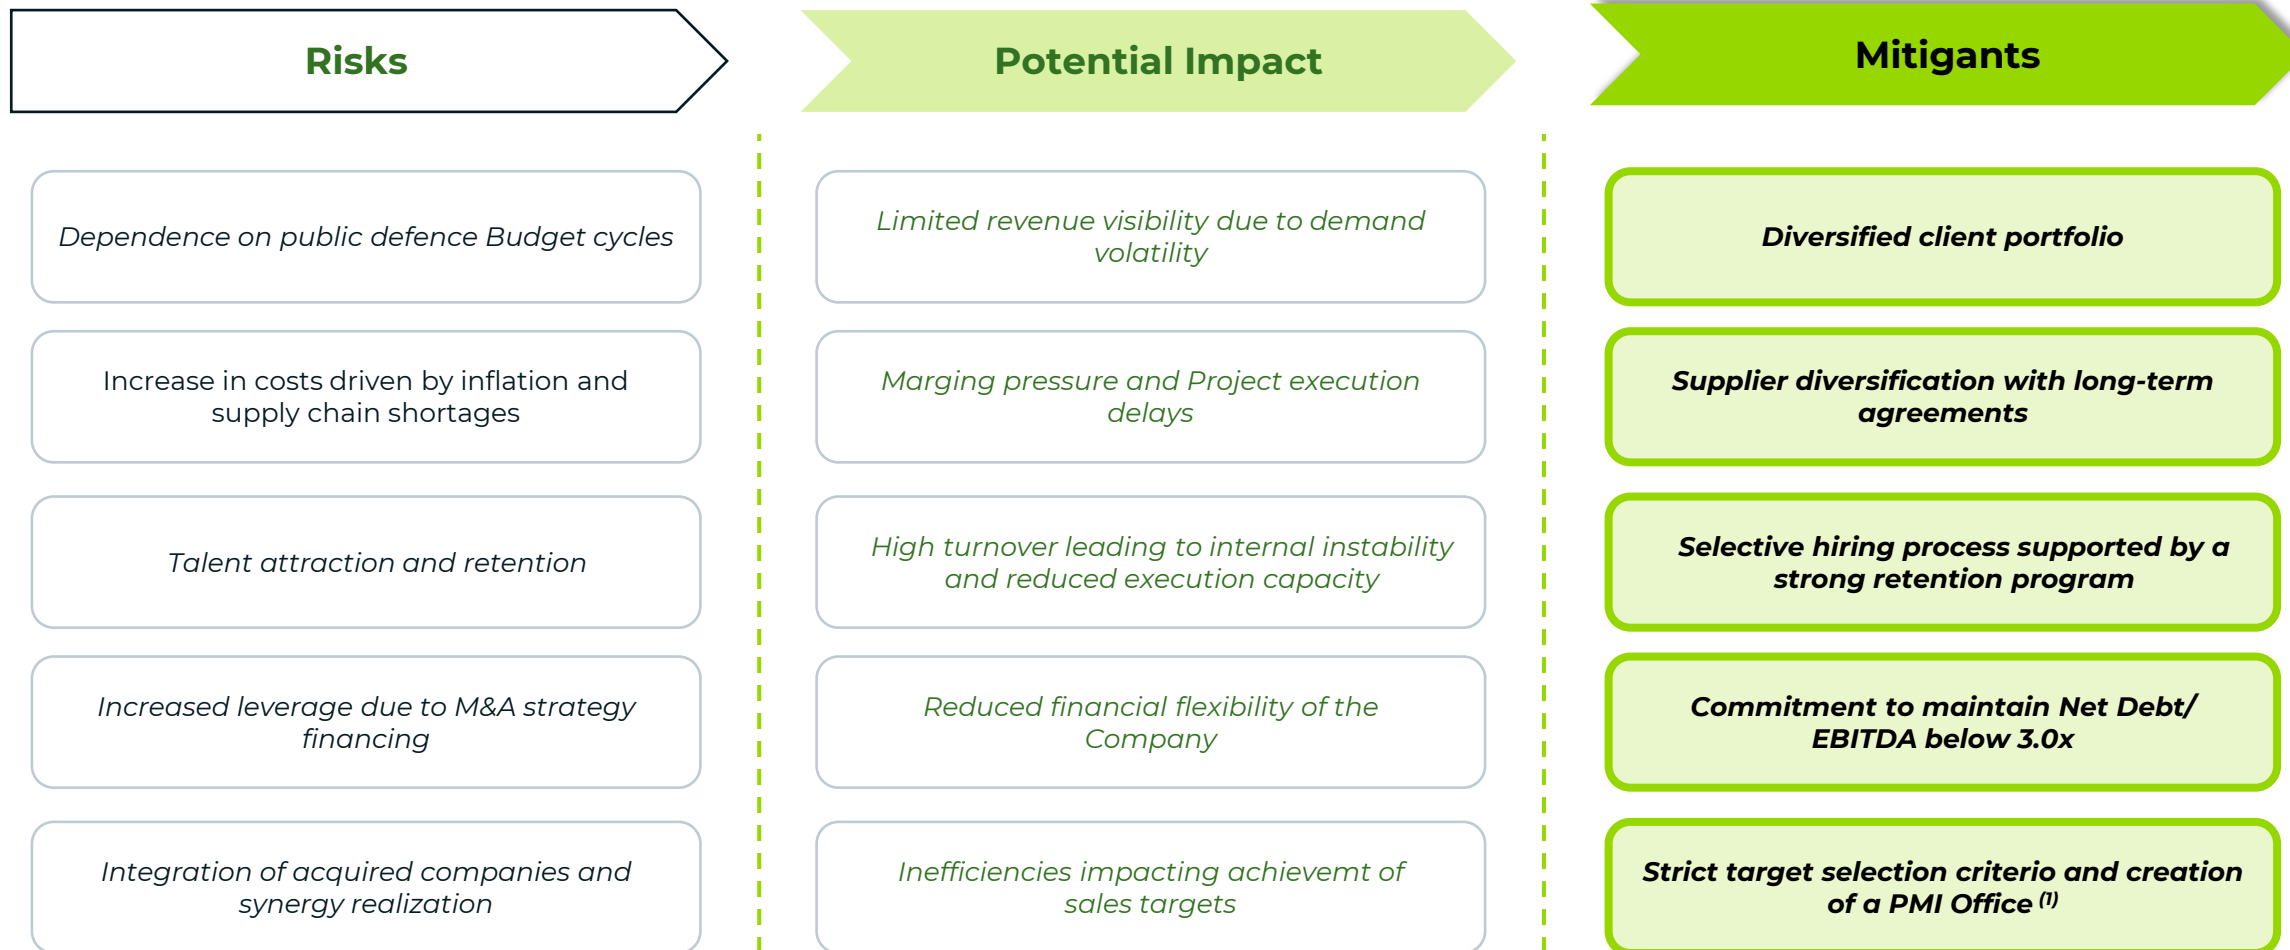 Risks
Potential Impact
Mitigants
Dependence on public defence Budget cycles
Limited revenue visibility due to demand
volatility
Diversified client portfolio
Increase in costs driven by inflation and
supply chain shortages
Marging pressure and Project execution
delays
Supplier diversification with long-term
agreements
Talent attraction and retention
High turnover leading to internal instability
and reduced execution capacity
Selective hiring process supported by a
strong retention program
Increased leverage due to M&A strategy
financing
Reduced financial flexibility of the
Company
Commitment to maintain Net Debt/
EBITDA below 3.0x
Integration of acquired companies and
synergy realization
Inefficiencies impacting achievemt of
sales targets
Strict target selection criterio and creation
of a PMI Office (1)